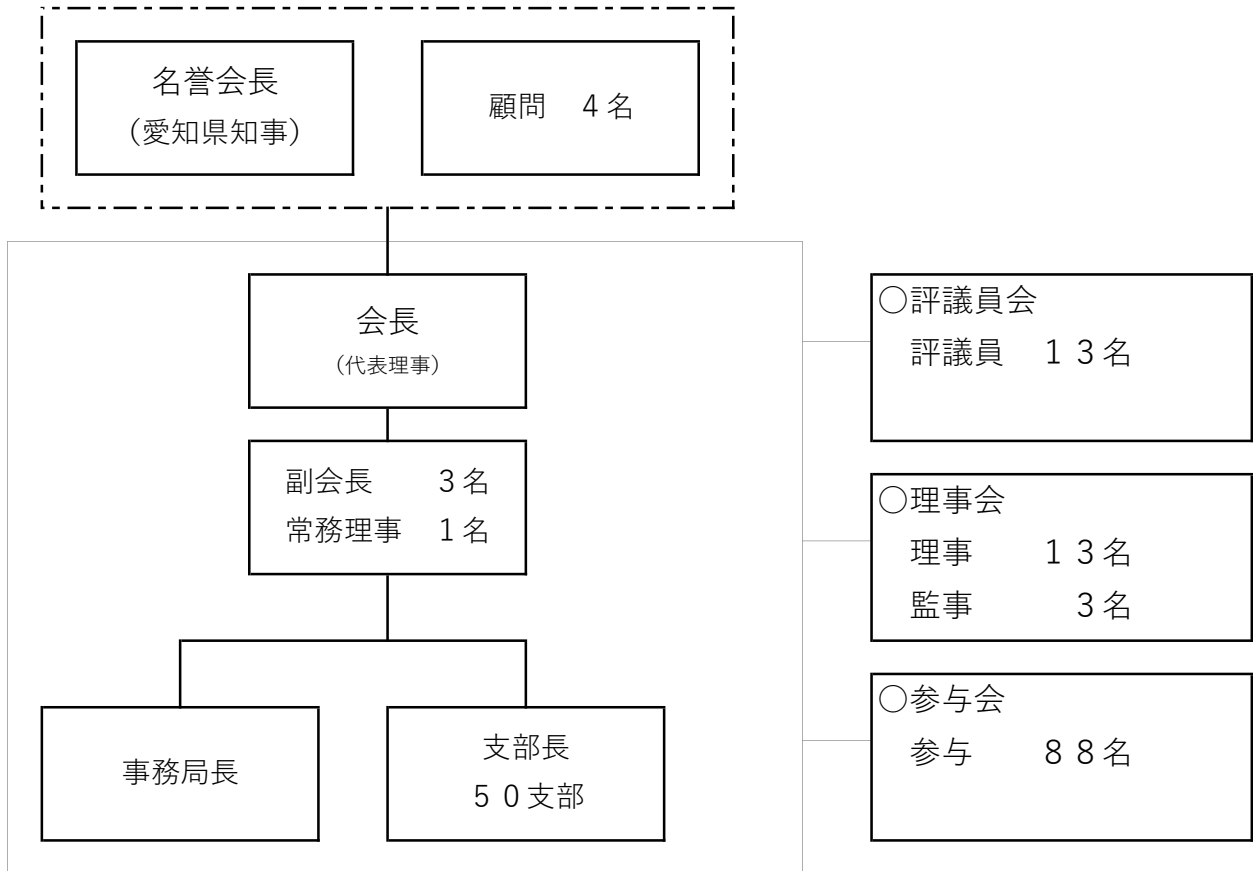 名誉会長
(愛知県知事)
顧問　４名
会長
(代表理事)
副会長　　３名
常務理事　１名
事務局長
支部長
５０支部
○評議員会
評議員　１３名
○理事会
理事　　１３名
監事　　　３名
○参与会
参与　　８８名